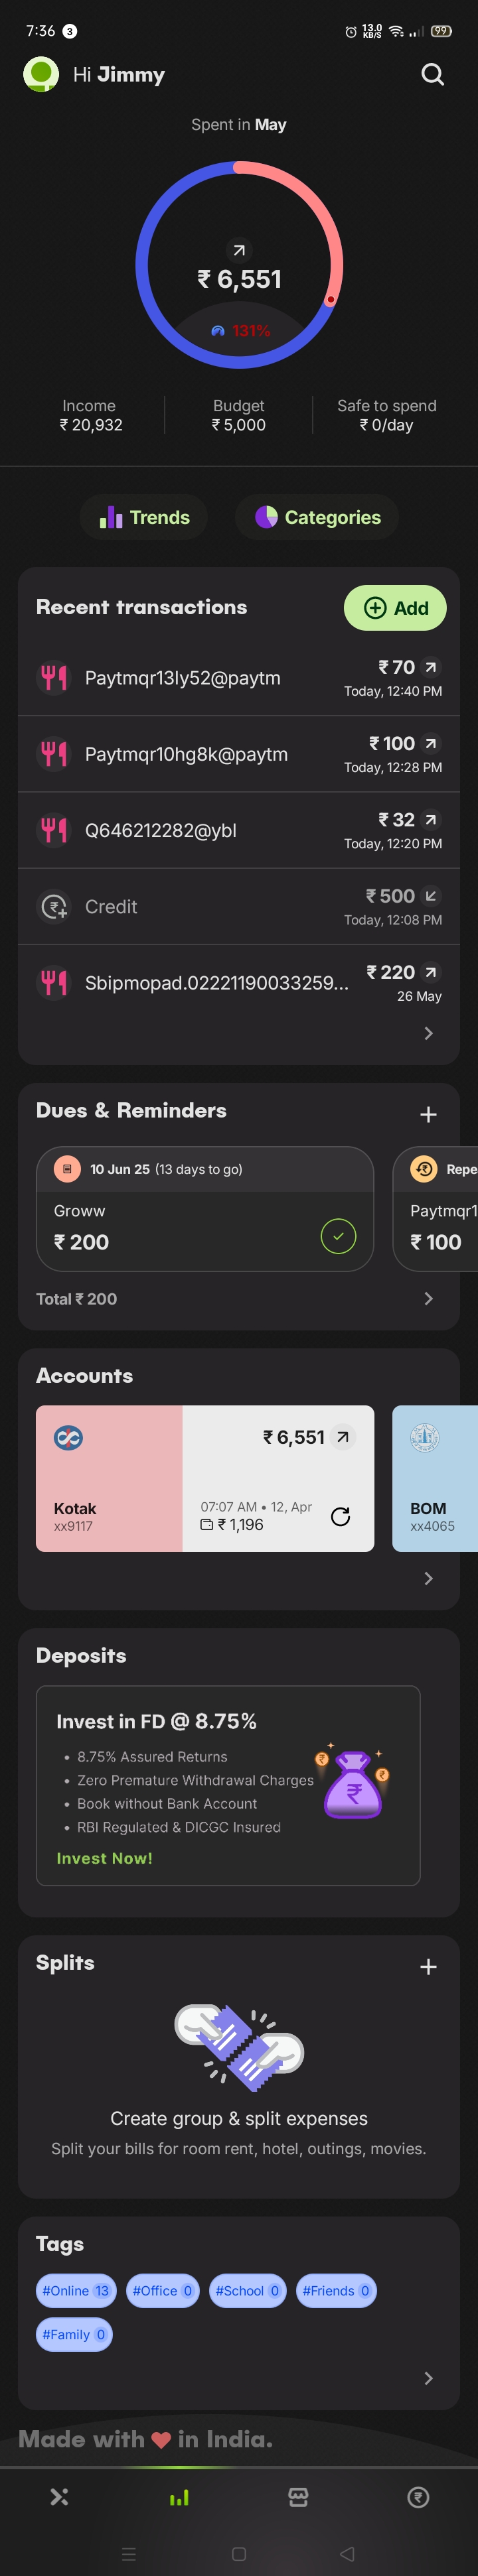 7:36 3 13.0 KB/S 99
Hi Jimmy
Spent in May
₹ 6,551
131%
Income Budget Safe to spend
₹ 20,932 ₹ 5,000 ₹ 0/day
Trends Categories
Recent transactions Add
Paytmqr13ly52@paytm ₹ 70
Today, 12:40 PM
Paytmqr10hg8k@paytm ₹ 100
Today, 12:28 PM
Q646212282@ybl ₹ 32
Today, 12:20 PM
Credit ₹ 500
Today, 12:08 PM
Sbipmopad.02221190033259... ₹ 220
26 May
Dues & Reminders
10 Jun 25 (13 days to go) Repe
Groww Paytmqr1
₹ 200 ₹ 100
Total ₹ 200
Accounts
₹ 6,551
Kotak 07:07 AM • 12, Apr BOM
xx9117 ₹ 1,196 xx4065
Deposits
Invest in FD @ 8.75%
• 8.75% Assured Returns
• Zero Premature Withdrawal Charges
• Book without Bank Account
• RBI Regulated & DICGC Insured
Invest Now!
Splits
Create group & split expenses
Split your bills for room rent, hotel, outings, movies.
Tags
#Online 13 #Office 0 #School 0 #Friends 0
#Family 0
Made with ❤ in India.